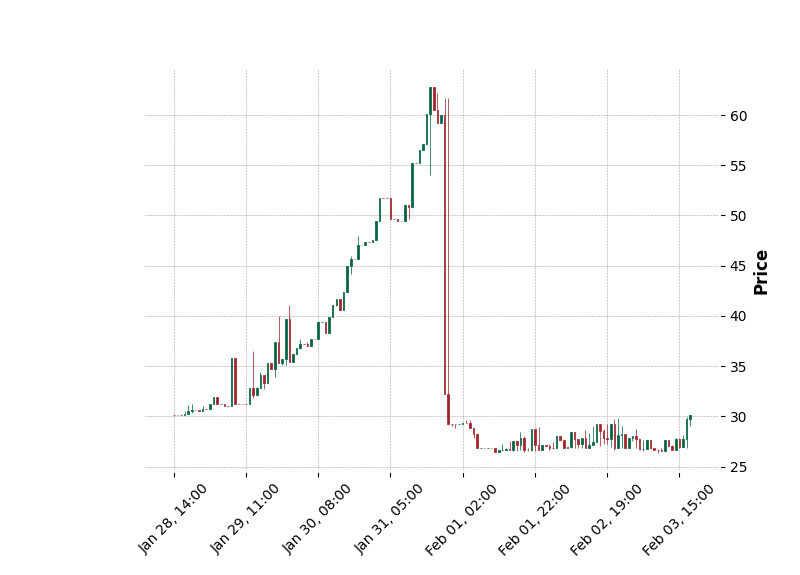 60
55
50
45
40
35
30
25
Price
Jan 28, 14:00
Jan 29, 11:00
Jan 30, 08:00
Jan 31, 05:00
Feb 01, 02:00
Feb 01, 22:00
Feb 02, 19:00
Feb 03, 15:00